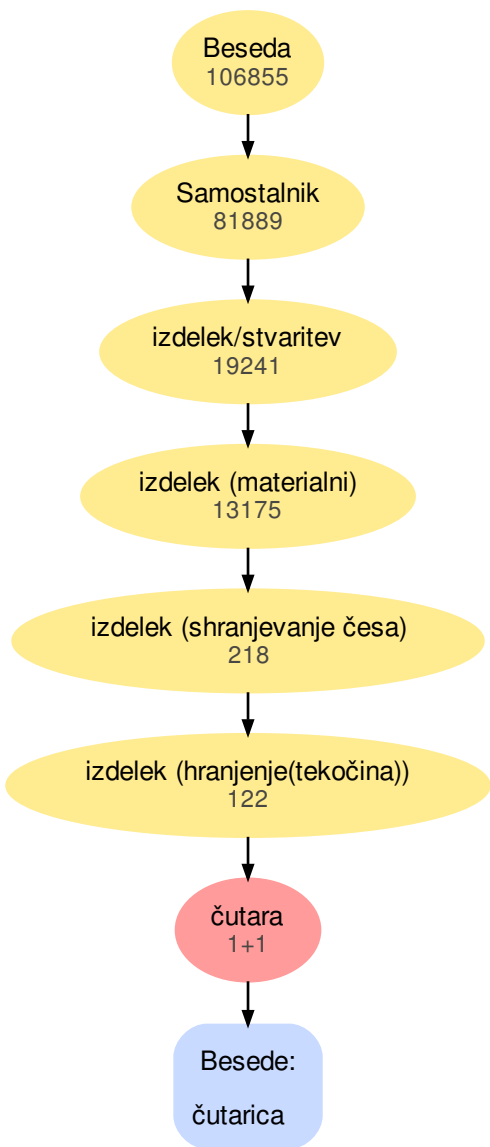 Beseda
106855
Samostalnik
81889
izdelek/stvaritev
19241
izdelek (materialni)
13175
izdelek (shranjevanje česa)
218
izdelek (hranjenje(tekočina))
122
čutara
1+1
Besede:
čutarica